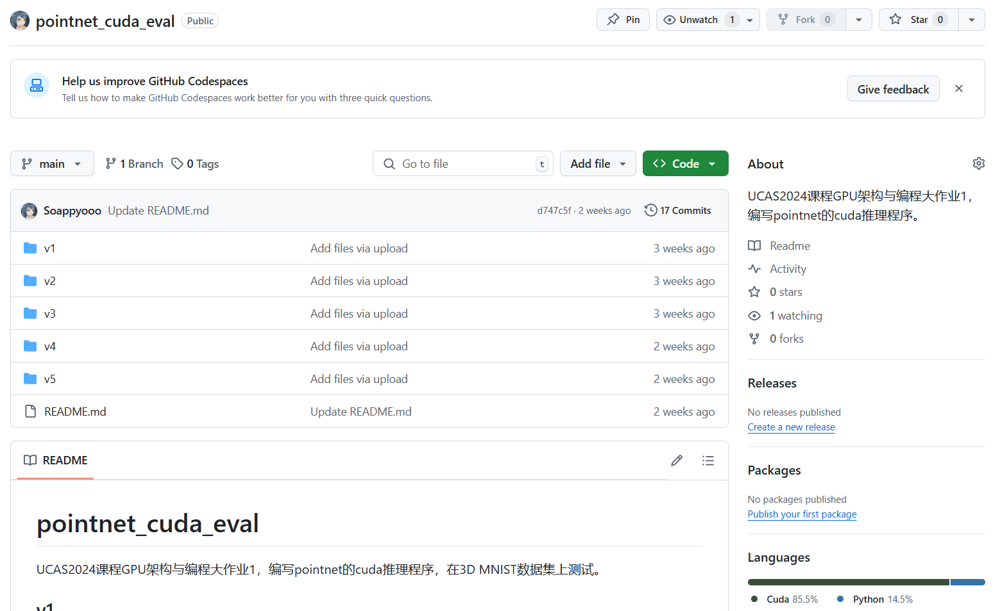 pointnet_cuda_eval Public Pin Unwatch 1 Fork 0 Star 0
Help us improve GitHub Codespaces
Tell us how to make GitHub Codespaces work better for you with three quick questions.
Give feedback
main 1 Branch 0 Tags Go to file t Add file Code
Soappyooo Update README.md d747c5f · 2 weeks ago 17 Commits
v1 Add files via upload 3 weeks ago
v2 Add files via upload 3 weeks ago
v3 Add files via upload 3 weeks ago
v4 Add files via upload 2 weeks ago
v5 Add files via upload 2 weeks ago
README.md Update README.md 2 weeks ago
README
pointnet_cuda_eval
UCAS2024课程GPU架构与编程大作业1，编写pointnet的cuda推理程序，在3D MNIST数据集上测试。
v1
About
UCAS2024课程GPU架构与编程大作业1，
编写pointnet的cuda推理程序。
Readme
Activity
0 stars
1 watching
0 forks
Releases
No releases published
Create a new release
Packages
No packages published
Publish your first package
Languages
Cuda 85.5% Python 14.5%